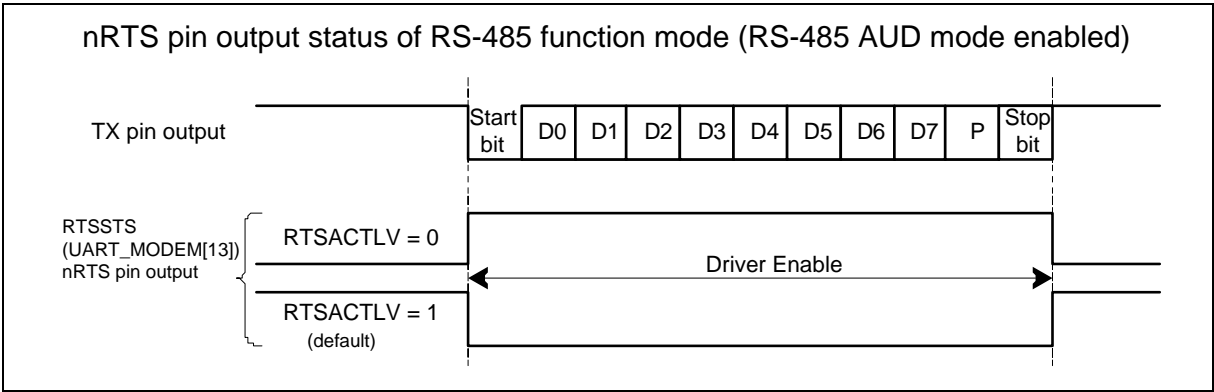 nRTS pin output status of RS-485 function mode (RS-485 AUD mode enabled)
TX pin output
Start
bit
D0 D1 D2 D3 D4 D5 D6 D7 P
Stop
bit
RTSSTS
(UART_MODEM[13])
nRTS pin output
RTSACTLV = 0
Driver Enable
RTSACTLV = 1
(default)